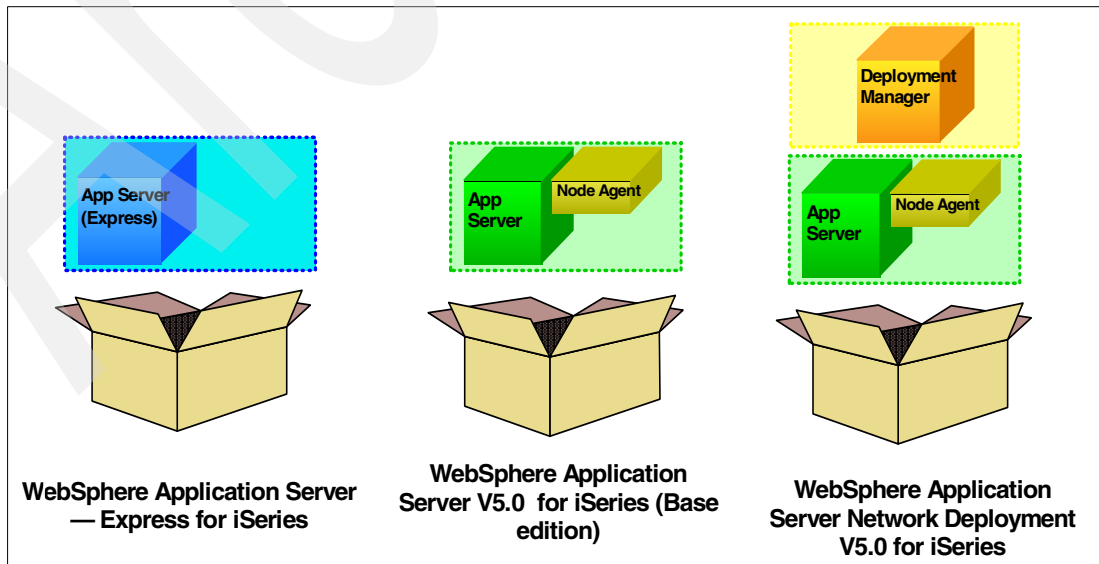 App Server
(Express)
App
Server
Node Agent
Deployment
Manager
App
Server
Node Agent
WebSphere Application Server
— Express for iSeries
WebSphere Application
Server V5.0 for iSeries (Base
edition)
WebSphere Application
Server Network Deployment
V5.0 for iSeries